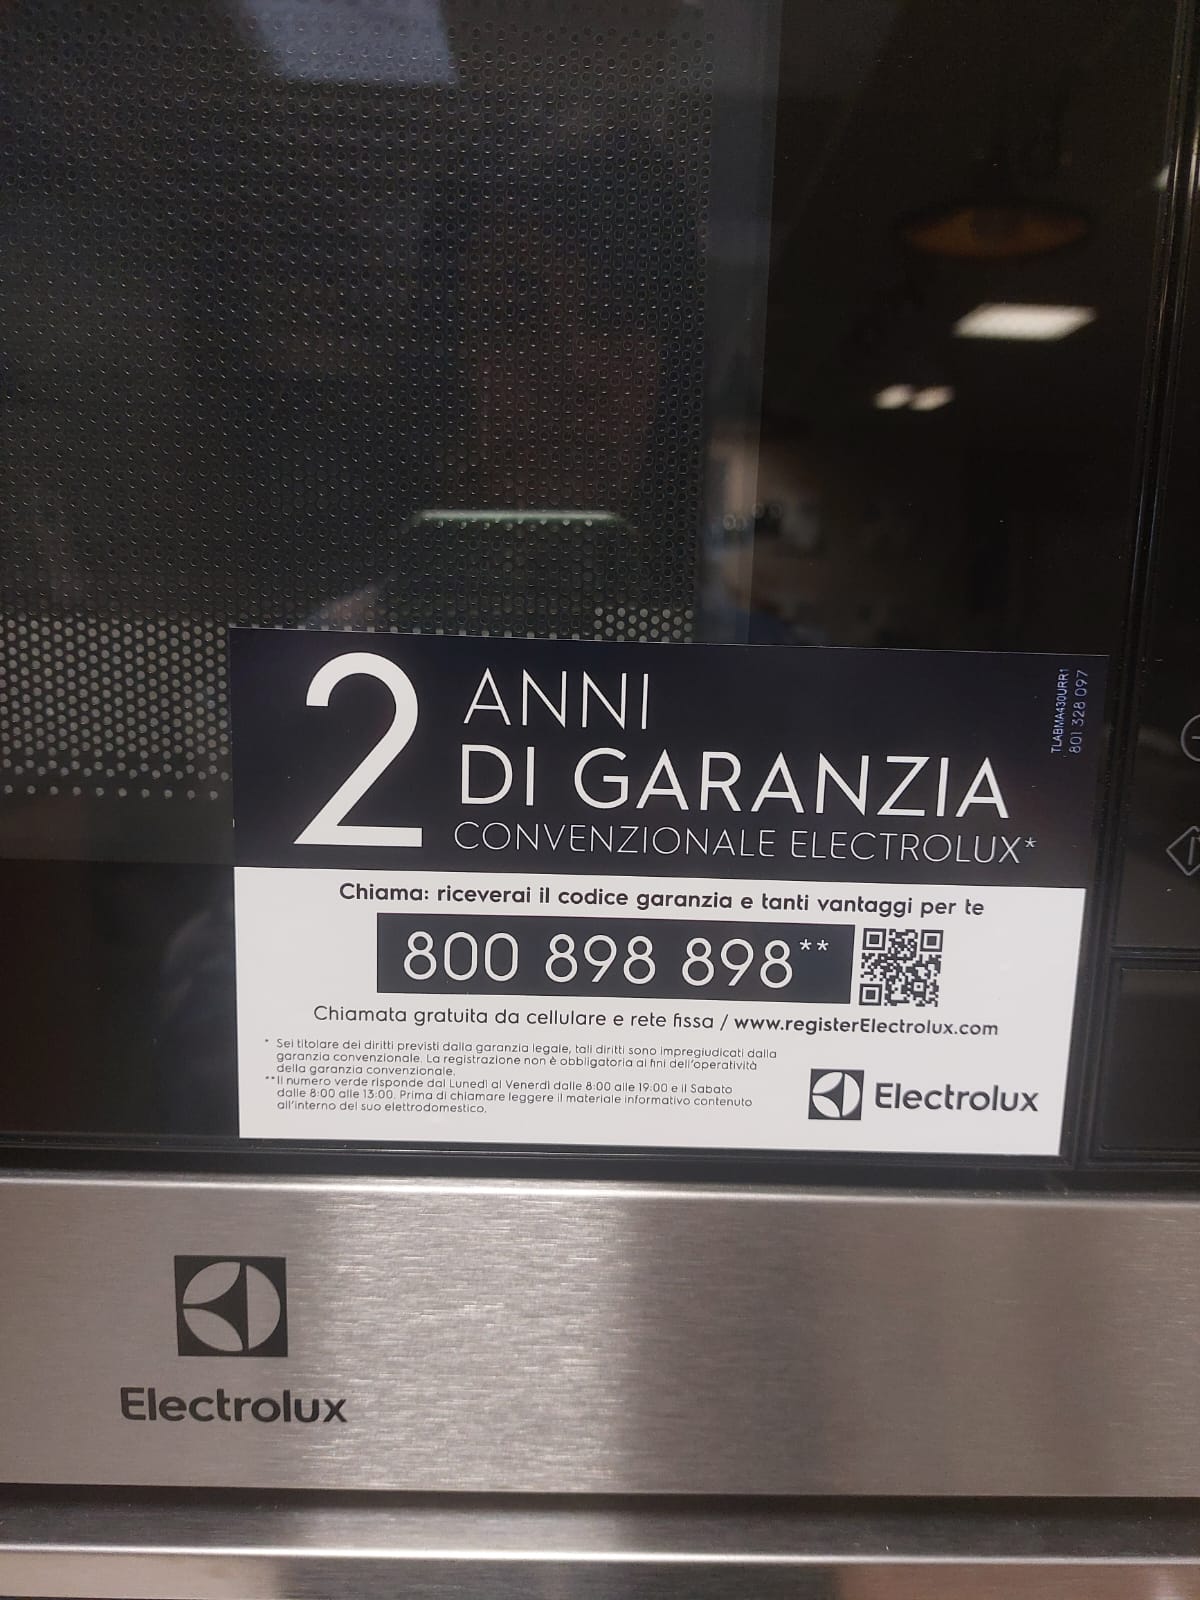 2 ANNI
DI GARANZIA
CONVENZIONALE ELECTROLUX*
TLABMA430URR1
801 328 097
Chiama: riceverai il codice garanzia e tanti vantaggi per te
800 898 898**
Chiamata gratuita da cellulare e rete fissa / www.registerElectrolux.com
* Sei titolare dei diritti previsti dalla garanzia legale, tali diritti sono impregiudicati dalla
garanzia convenzionale. La registrazione non è obbligatoria ai fini dell'operatività
della garanzia convenzionale.
**Il numero verde risponde dal Lunedì al Venerdì dalle 8:00 alle 19:00 e il Sabato
dalle 8:00 alle 13:00. Prima di chiamare leggere il materiale informativo contenuto
all'interno del suo elettrodomestico.
Electrolux
Electrolux